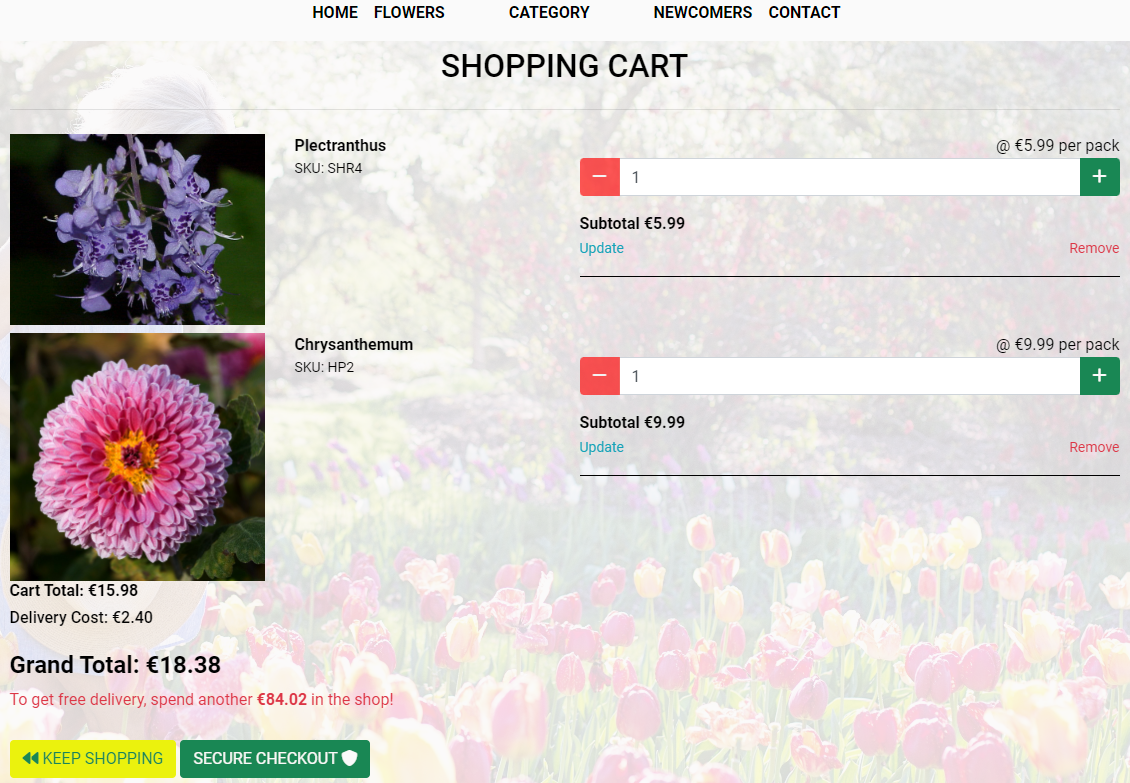 HOME FLOWERS CATEGORY NEWCOMERS CONTACT
SHOPPING CART
Plectranthus
SKU: SHR4
@ €5.99 per pack
1
Subtotal €5.99
Update Remove
Chrysanthemum
SKU: HP2
@ €9.99 per pack
1
Subtotal €9.99
Update Remove
Cart Total: €15.98
Delivery Cost: €2.40
Grand Total: €18.38
To get free delivery, spend another €84.02 in the shop!
KEEP SHOPPING SECURE CHECKOUT